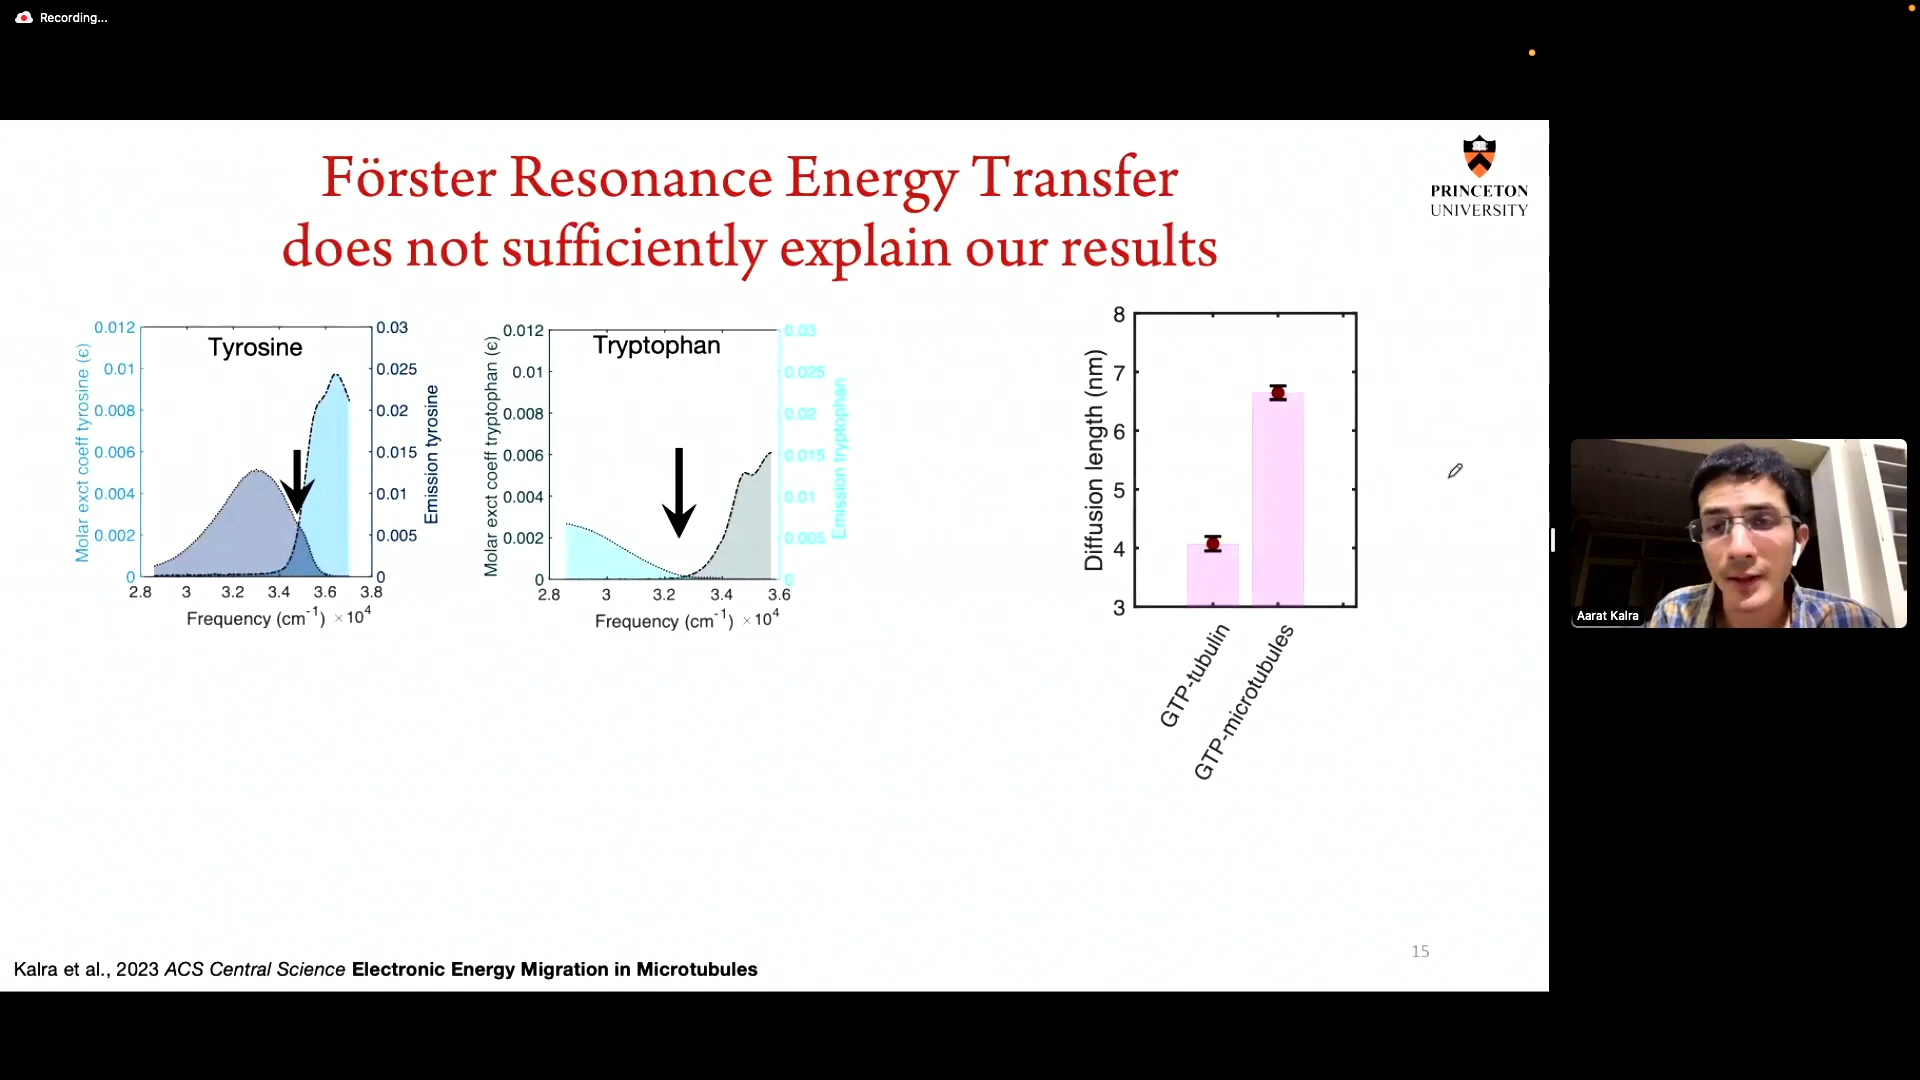 Recording...
Förster Resonance Energy Transfer
does not sufficiently explain our results
PRINCETON
UNIVERSITY
Tyrosine
Molar exct coeff tyrosine (ϵ)
0.012
0.01
0.008
0.006
0.004
0.002
0
0.03
0.025
0.02
0.015
0.01
0.005
0
Emission tyrosine
2.8 3 3.2 3.4 3.6 3.8
Frequency (cm⁻¹) ×10⁴
Tryptophan
Molar exct coeff tryptophan (ϵ)
0.012
0.01
0.008
0.006
0.004
0.002
0
0.03
0.025
0.02
0.015
0.01
0.005
0
Emission tryptophan
2.8 3 3.2 3.4 3.6
Frequency (cm⁻¹) ×10⁴
Diffusion length (nm)
8
7
6
5
4
3
GTP-tubulin
GTP-microtubules
Aarat Kalra
15
Kalra et al., 2023 ACS Central Science Electronic Energy Migration in Microtubules